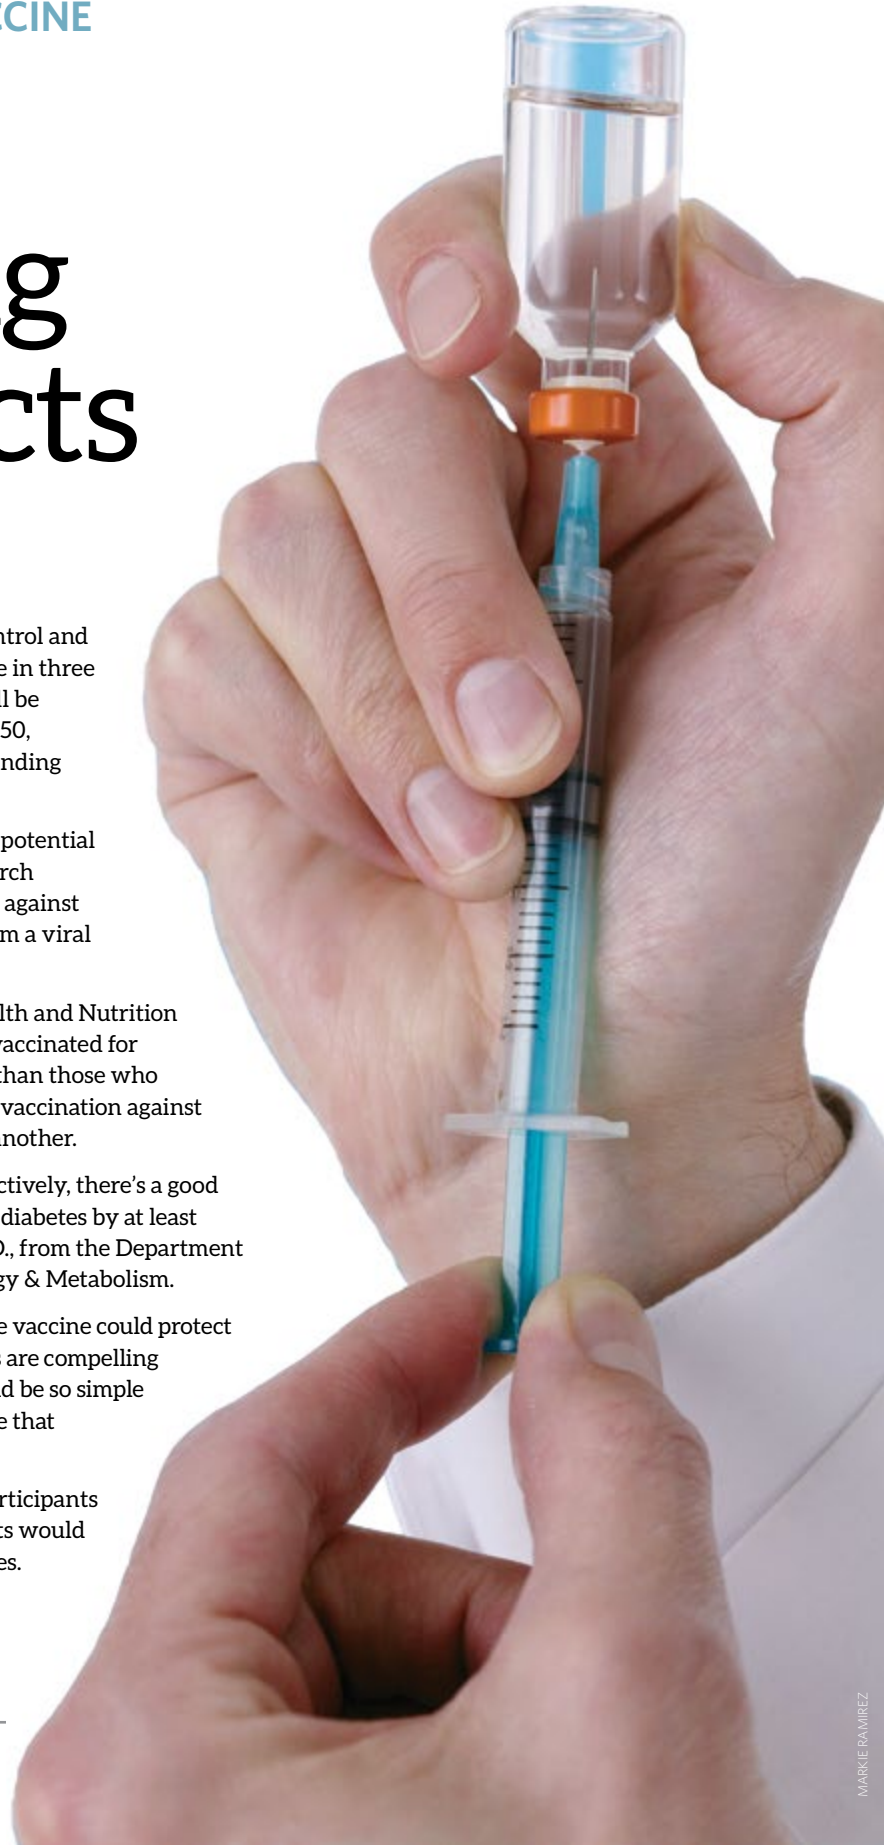 CCINE
g
cts
ntrol and
e in three
ll be
50,
nding
potential
rch
against
m a viral
lth and Nutrition
vaccinated for
than those who
vaccination against
nother.
ctively, there’s a good
diabetes by at least
D., from the Department
gy & Metabolism.
e vaccine could protect
s are compelling
d be so simple
e that
rticipants
ts would
es.
MARKIE RAMIREZ